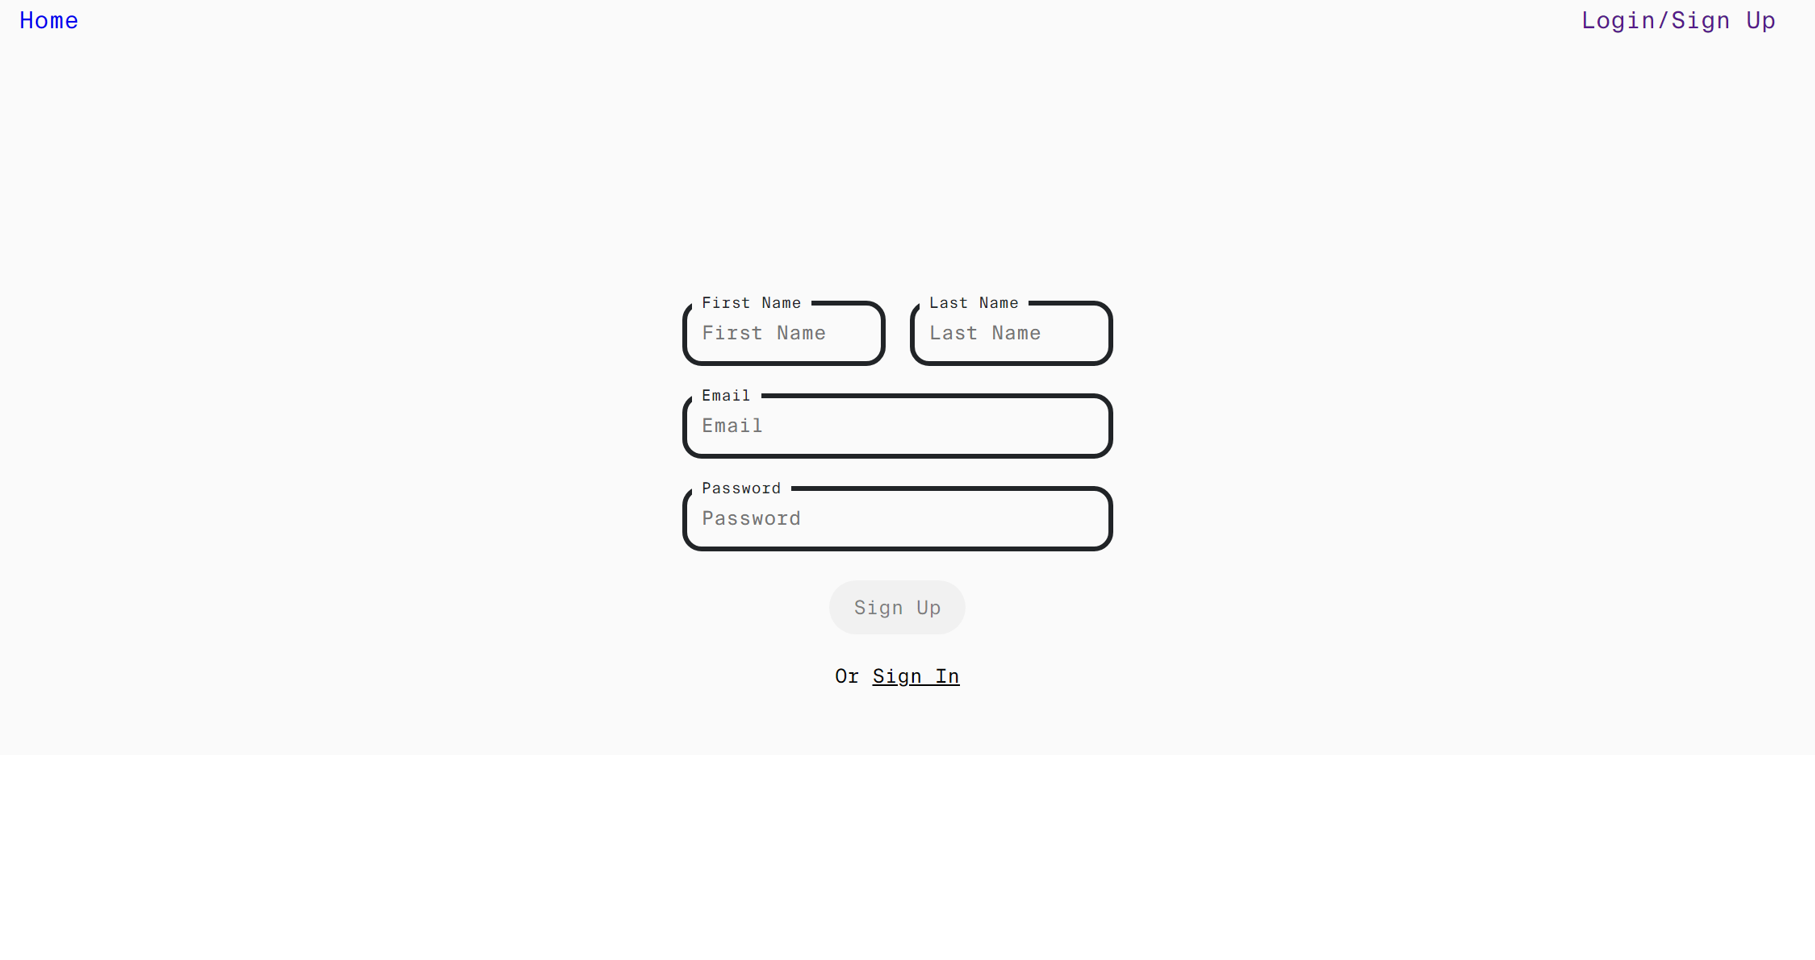 Home
Login/Sign Up
First Name
Last Name
First Name
Last Name
Email
Email
Password
Password
Sign Up
Or Sign In